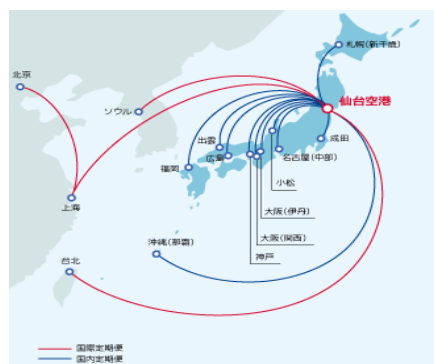 札幌(新千歳)
北京
仙台空港
ソウル
出雲
成田
広島
名古屋(中部)
福岡
小松
上海
大阪(伊丹)
沖縄(那覇)
大阪(関西)
台北
神戸
国際定期便
国内定期便